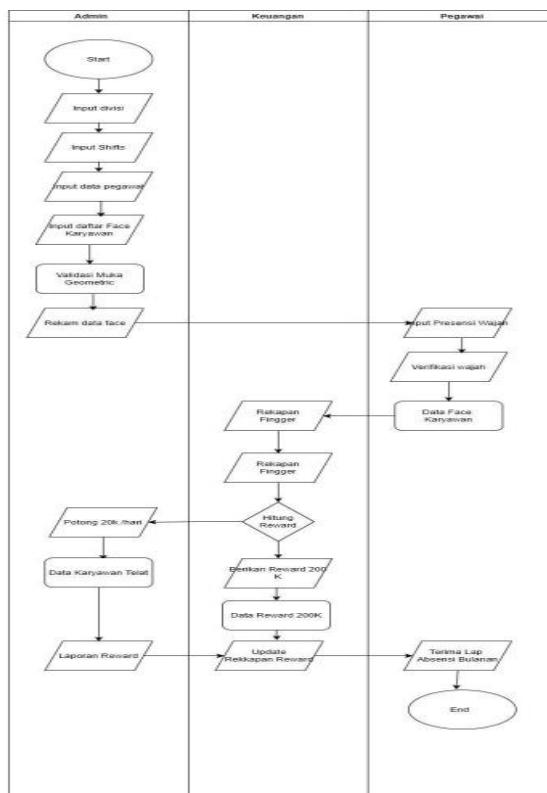 Admin
Keuangan
Pegawai
Start
Input divisi
Input Shifts
Input data pegawai
Input daftar Face
Karyawan
Validasi Muka
Geometric
Rekam data face
Input Presensi Wajah
Verifikasi wajah
Data Face
Karyawan
Rekapan
Fingger
Rekapan
Fingger
Hitung
Reward
Potong 20k /hari
Data Karyawan Telat
Berikan Reward 200
K
Data Reward 200K
Laporan Reward
Update
Rekkapan Reward
Terima Lap
Absensi Bulanan
End